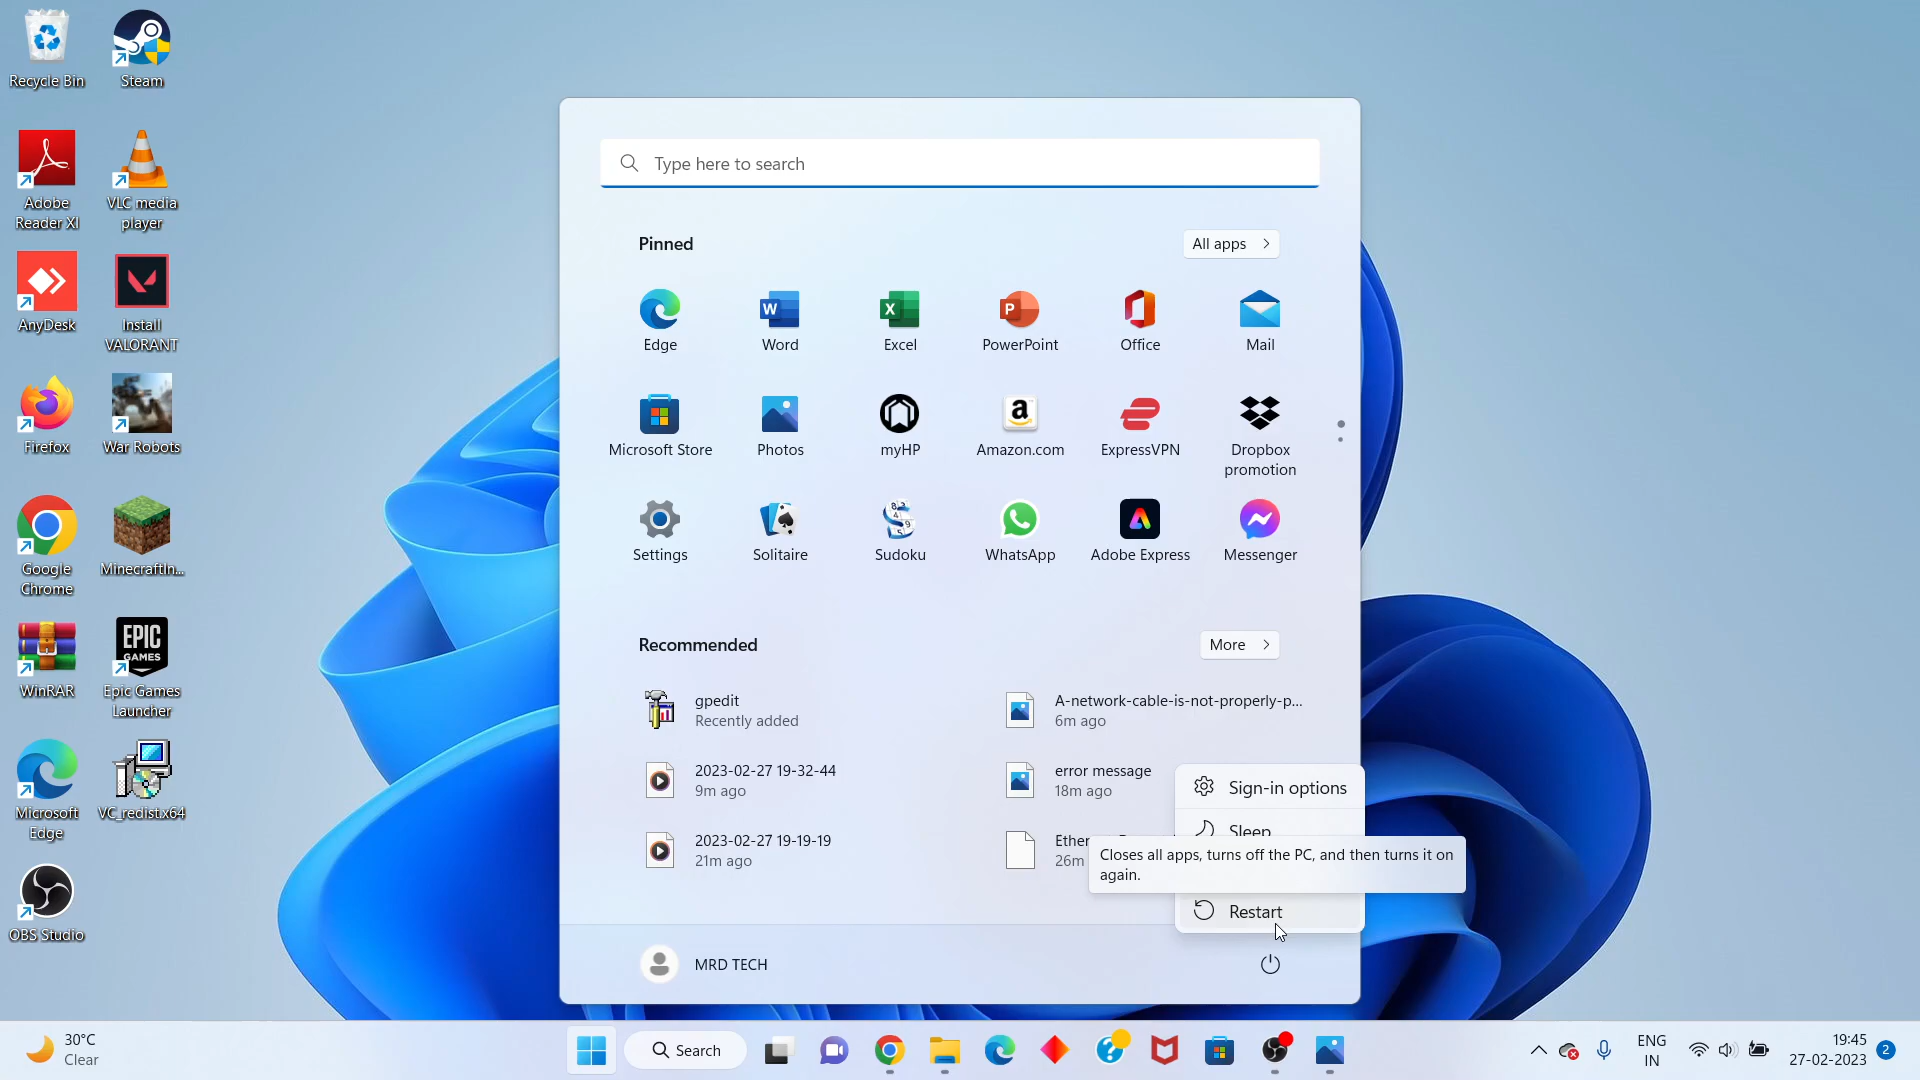 Recycle Bin
Steam
Adobe
Reader XI
VLC media
player
AnyDesk
Install
VALORANT
Firefox
War Robots
Google
Chrome
MinecraftIn...
WinRAR
EPIC
GAMES
Epic Games
Launcher
Microsoft
Edge
VC_redist.x64
OBS Studio
Type here to search
Pinned
All apps
Edge
Word
Excel
PowerPoint
Office
Mail
Microsoft Store
Photos
myHP
Amazon.com
ExpressVPN
Dropbox
promotion
Settings
Solitaire
Sudoku
WhatsApp
Adobe Express
Messenger
Recommended
More
gpedit
Recently added
A-network-cable-is-not-properly-p...
6m ago
2023-02-27 19-32-44
9m ago
error message
18m ago
2023-02-27 19-19-19
21m ago
26m
Sign-in options
Sleep
Closes all apps, turns off the PC, and then turns it on
again.
Restart
MRD TECH
30°C
Clear
Search
ENG
IN
19:45
27-02-2023
2